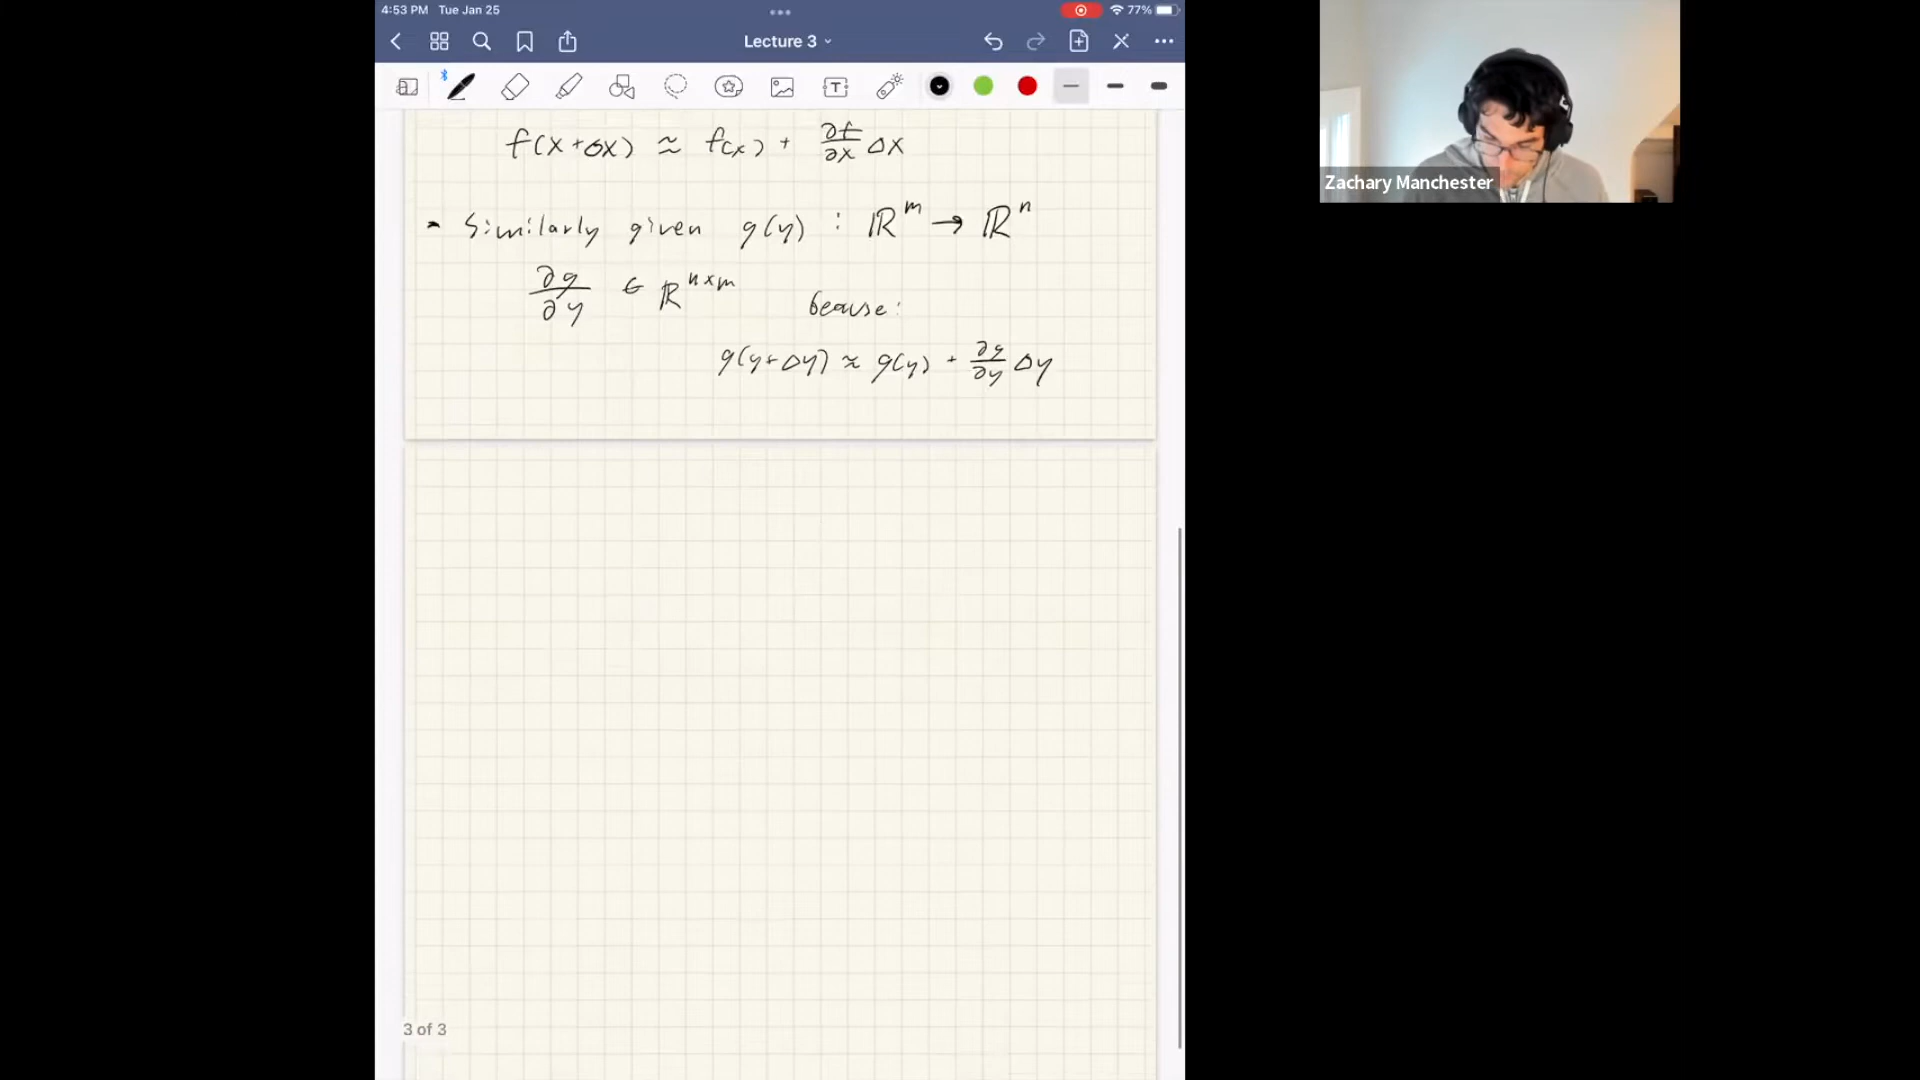 4:53 PM Tue Jan 25
77%
Lecture 3
f(x+Δx) ≈ f(x) + ∂f/∂x Δx
- Similarly given g(y) : ℝ^m → ℝ^n
∂g/∂y ∈ ℝ^{n×m}
because:
g(y+Δy) ≈ g(y) + ∂g/∂y Δy
3 of 3
Zachary Manchester